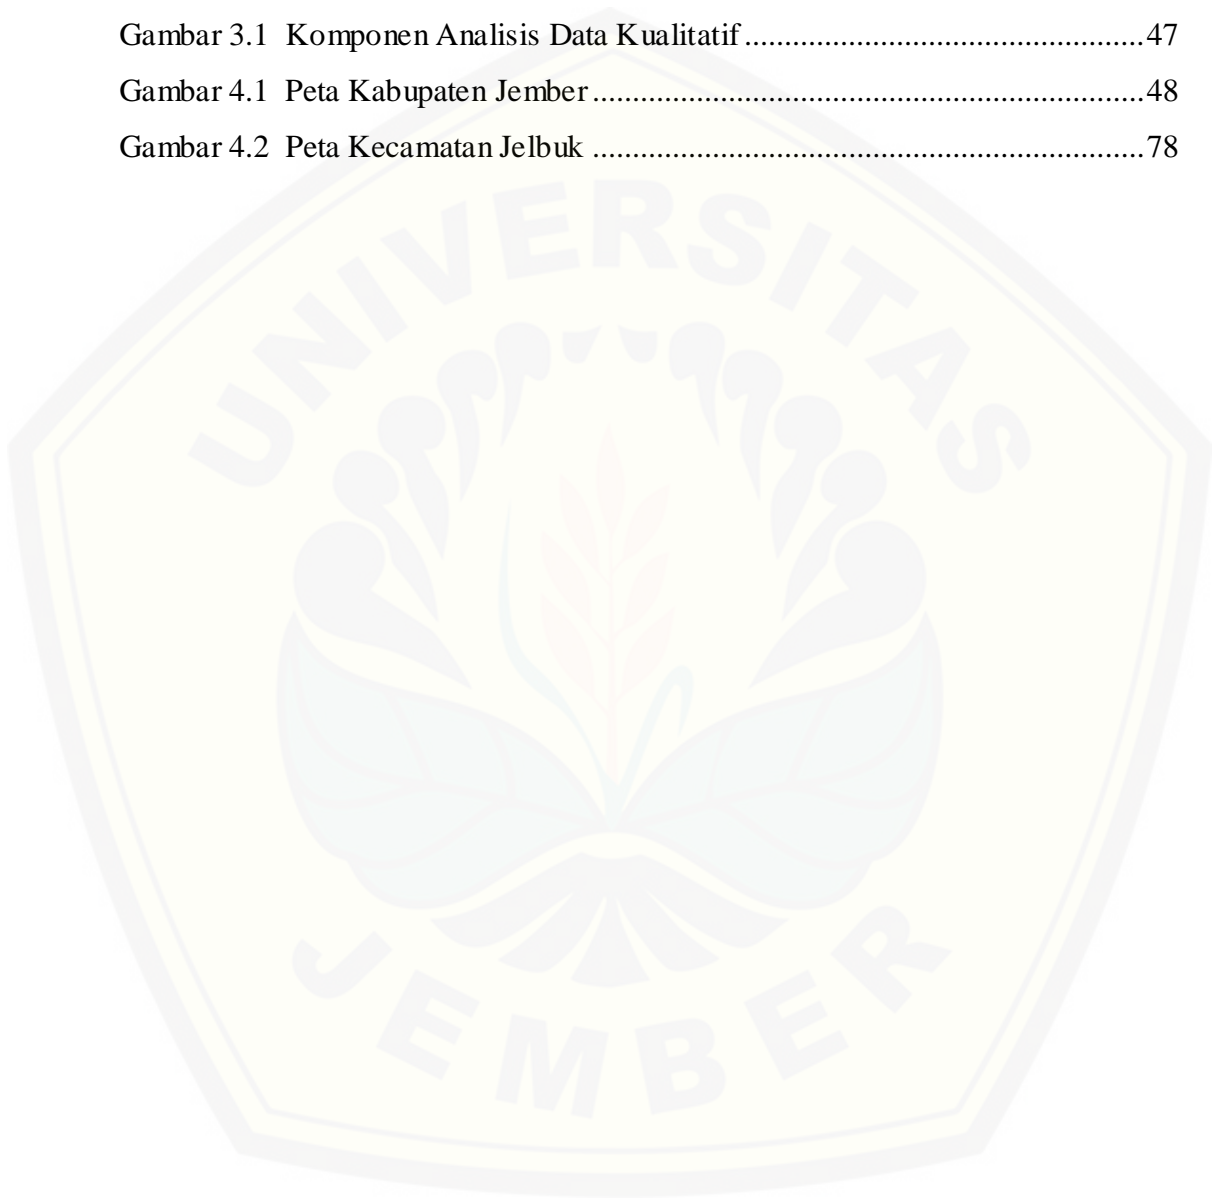 Gambar 3.1 Komponen Analisis Data Kualitatif ..................................................47
Gambar 4.1 Peta Kabupaten Jember .....................................................................48
Gambar 4.2 Peta Kecamatan Jelbuk .....................................................................78
UNIVERSITAS
JEMBER